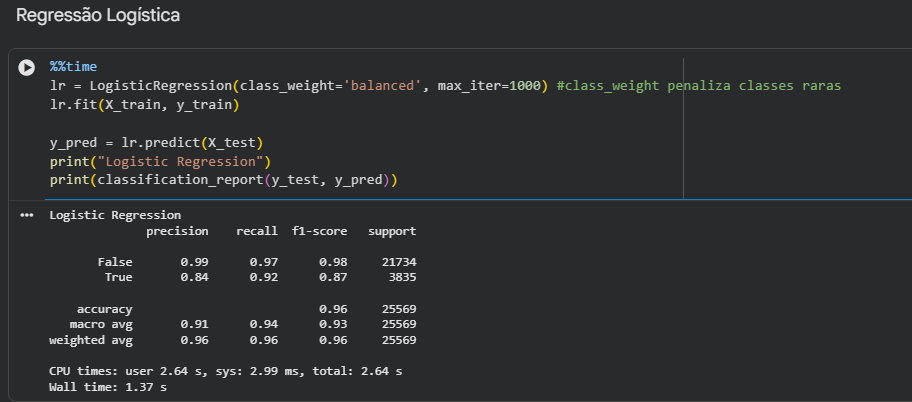 Regressão Logística
%%time
lr = LogisticRegression(class_weight='balanced', max_iter=1000) #class_weight penaliza classes raras
lr.fit(X_train, y_train)
y_pred = lr.predict(X_test)
print("Logistic Regression")
print(classification_report(y_test, y_pred))
Logistic Regression
precision recall f1-score support
False 0.99 0.97 0.98 21734
True 0.84 0.92 0.87 3835
accuracy 0.96 25569
macro avg 0.91 0.94 0.93 25569
weighted avg 0.96 0.96 0.96 25569
CPU times: user 2.64 s, sys: 2.99 ms, total: 2.64 s
Wall time: 1.37 s